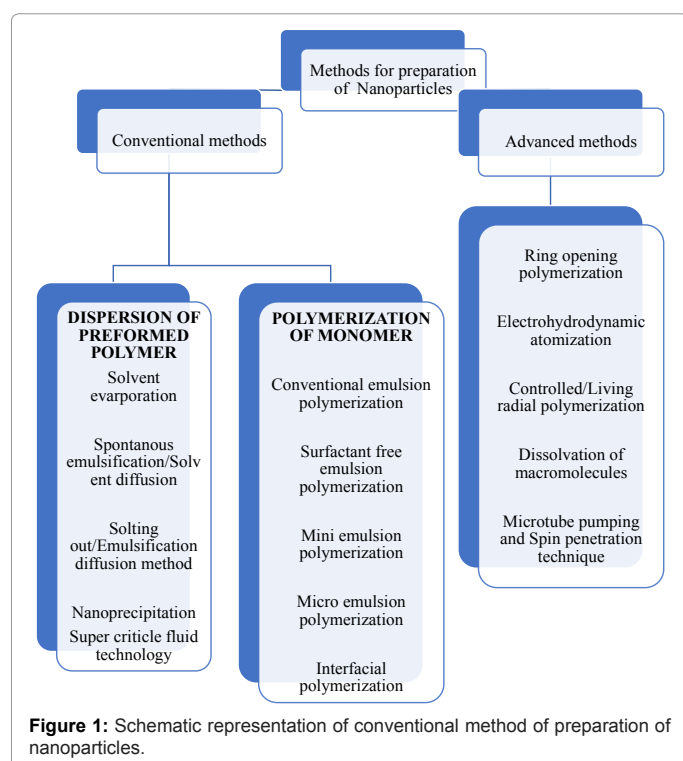 Methods for preparation
of Nanoparticles
Conventional methods
Advanced methods
DISPERSION OF
PREFORMED
POLYMER
Solvent
evarporation
Spontanous
emulsification/Solv
ent diffusion
Solting
out/Emulsification
diffusion method
Nanoprecipitation
Super criticle fluid
technology
POLYMERIZATION
OF MONOMER
Conventional emulsion
polymerization
Surfactant free
emulsion
polymerization
Mini emulsion
polymerization
Micro emulsion
polymerization
Interfacial
polymerization
Ring opening
polymerization
Electrohydrodynamic
atomization
Controlled/Living
radial polymerization
Dissolvation of
macromolecules
Microtube pumping
and Spin penetration
technique
Figure 1: Schematic representation of conventional method of preparation of
nanoparticles.